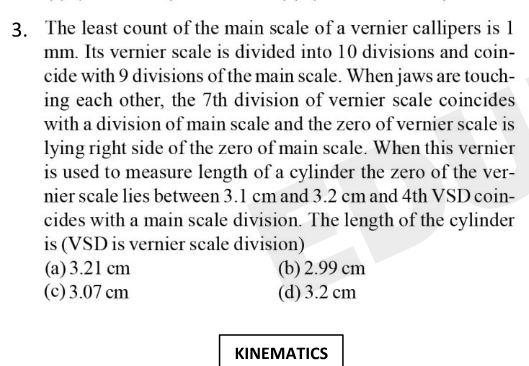 3. The least count of the main scale of a vernier callipers is 1
mm. Its vernier scale is divided into 10 divisions and coin-
cide with 9 divisions of the main scale. When jaws are touch-
ing each other, the 7th division of vernier scale coincides
with a division of main scale and the zero of vernier scale is
lying right side of the zero of main scale. When this vernier
is used to measure length of a cylinder the zero of the ver-
nier scale lies between 3.1 cm and 3.2 cm and 4th VSD coin-
cides with a main scale division. The length of the cylinder
is (VSD is vernier scale division)
(a) 3.21 cm (b) 2.99 cm
(c) 3.07 cm (d) 3.2 cm
KINEMATICS